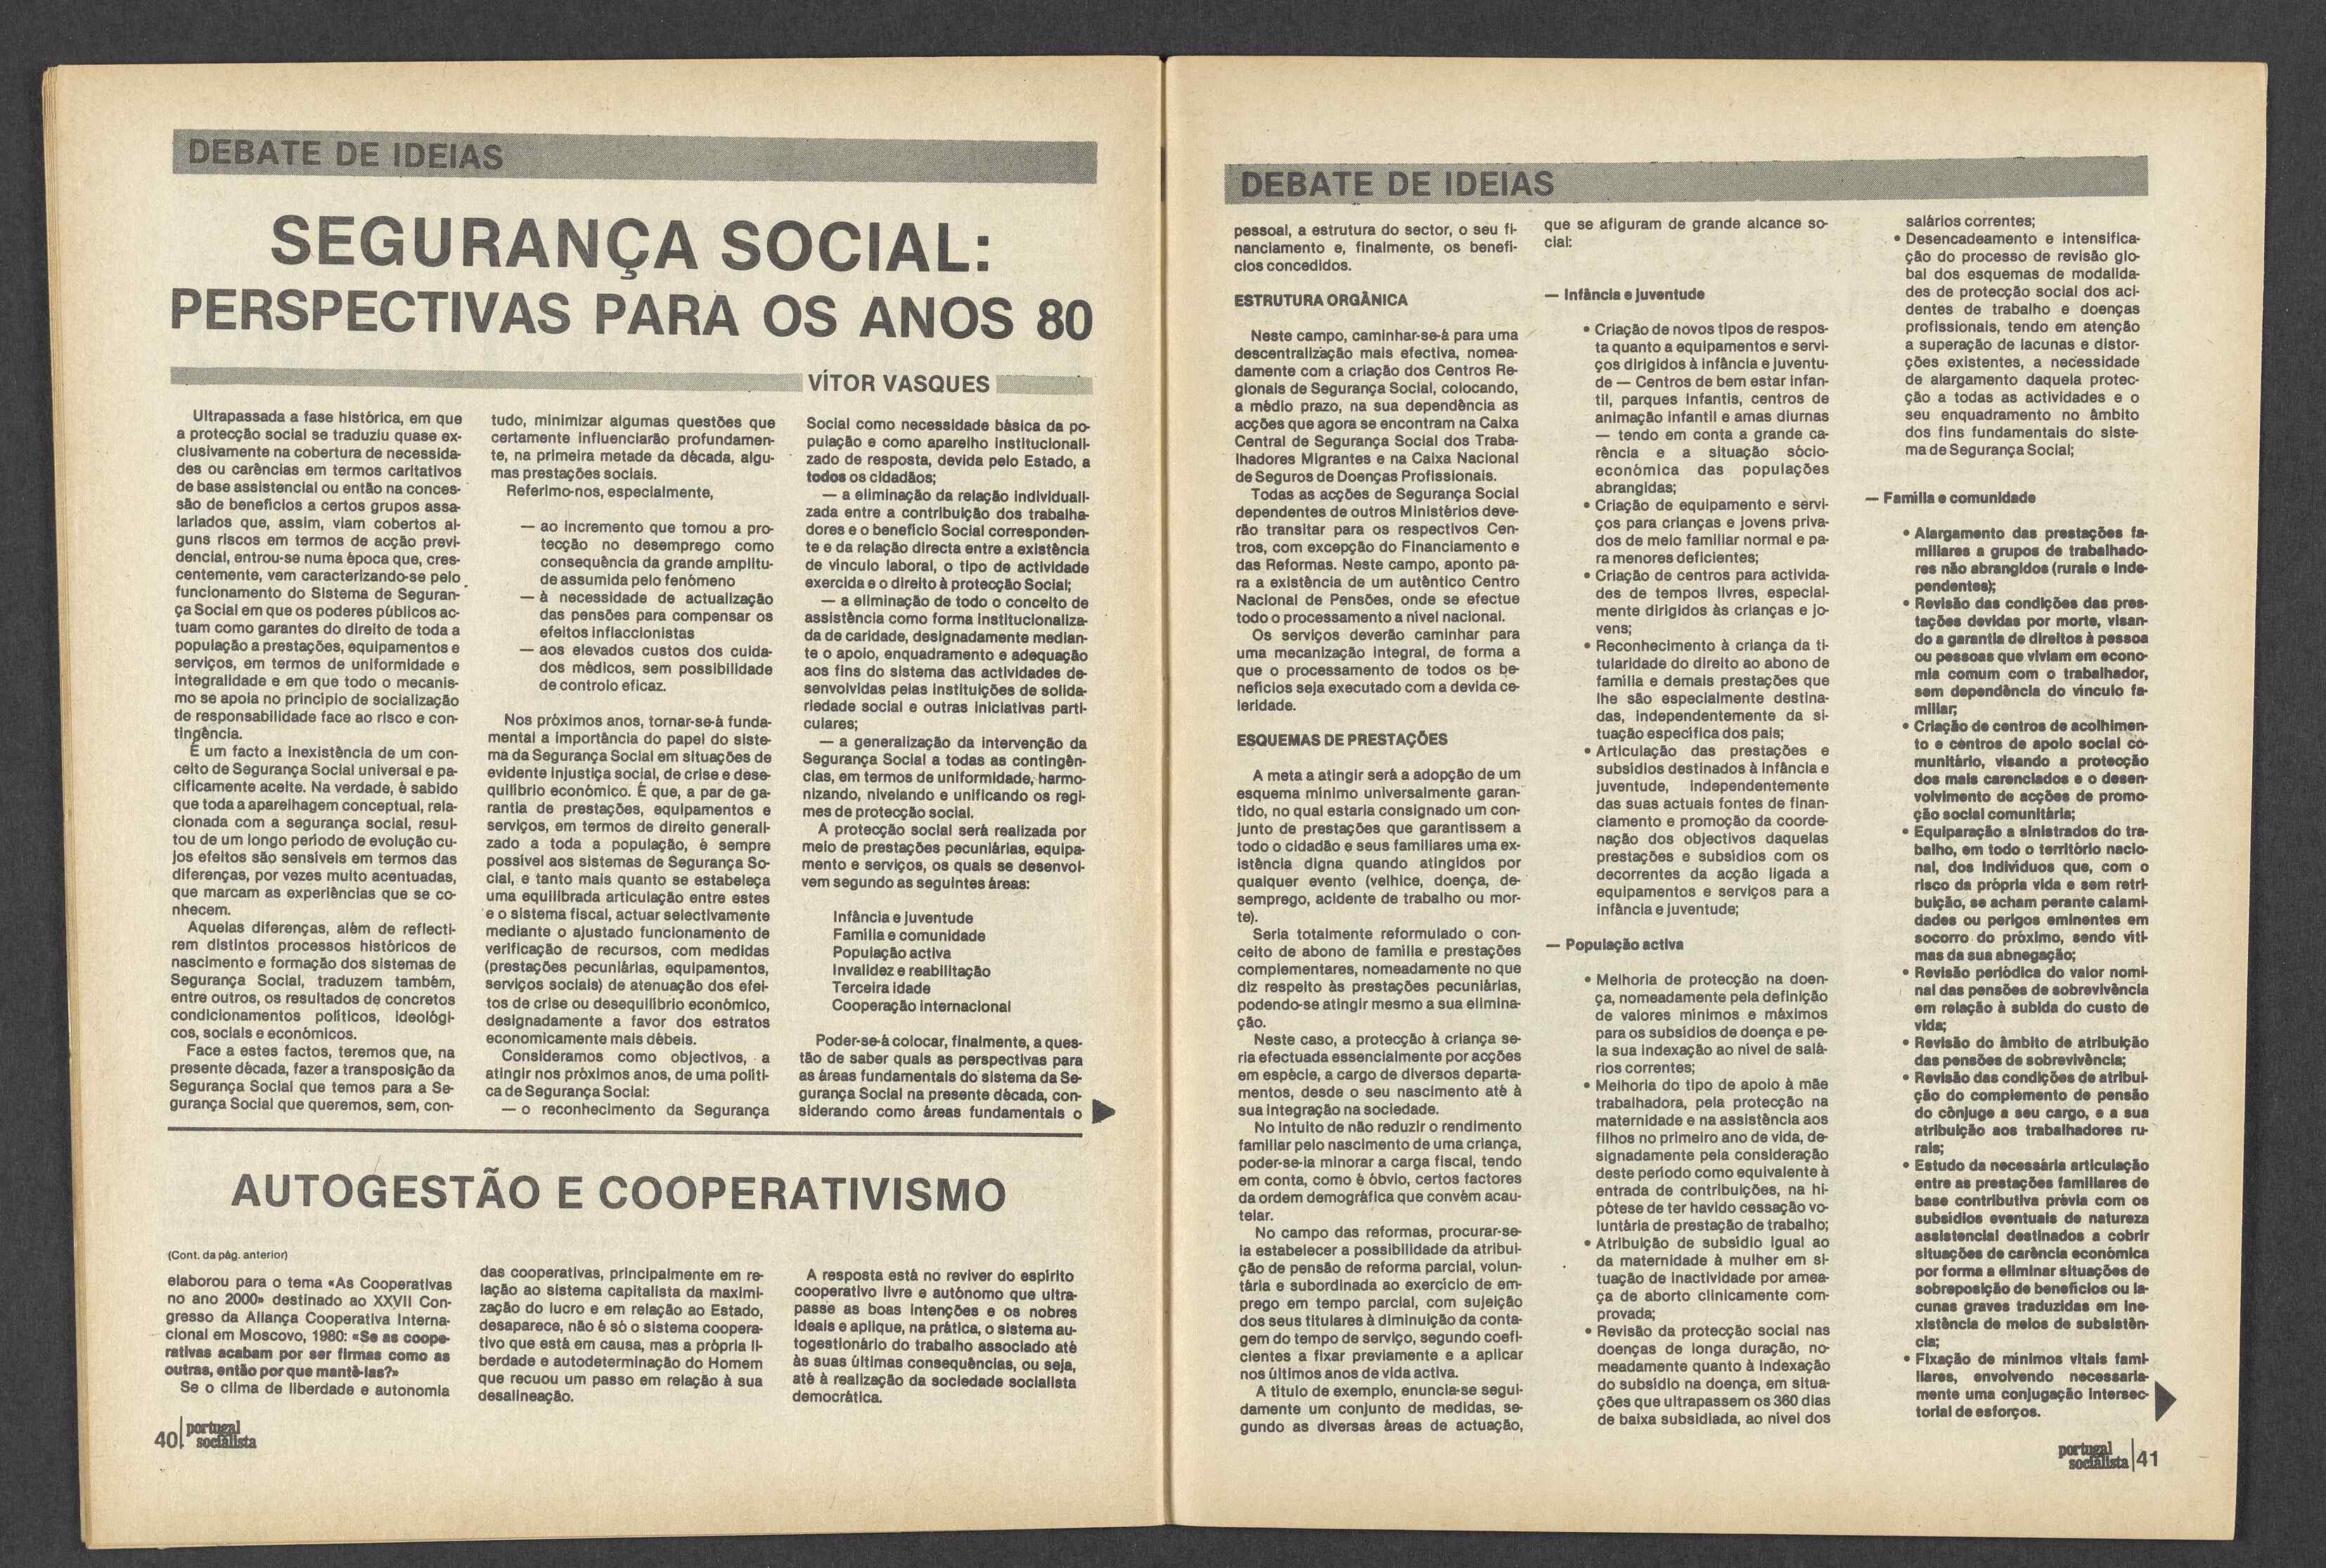 DEBATE DE IDEIAS
SEGURANÇA SOCIAL:
PERSPECTIVAS PARA OS ANOS 80
VÍTOR VASQUES
Ultrapassada a fase histórica, em que
a protecção social se traduziu quase ex-
clusivamente na cobertura de necessida-
des ou carências em termos caritativos
de base assistencial ou então na conces-
são de benefícios a certos grupos assa-
lariados que, assim, viam cobertos al-
guns riscos em termos de acção previ-
dencial, entrou-se numa época que, cres-
centemente, vem caracterizando-se pelo
funcionamento do Sistema de Seguran-
ça Social em que os poderes públicos ac-
tuam como garantes do direito de toda a
população a prestações, equipamentos e
serviços, em termos de uniformidade e
integralidade e em que todo o mecanis-
mo se apoia no princípio de socialização
de responsabilidade face ao risco e con-
tingência.
É um facto a inexistência de um con-
ceito de Segurança Social universal e pa-
cificamente aceite. Na verdade, é sabido
que toda a aparelhagem conceptual, rela-
cionada com a segurança social, resul-
tou de um longo período de evolução cu-
jos efeitos são sensíveis em termos das
diferenças, por vezes muito acentuadas,
que marcam as experiências que se co-
nhecem.
Aquelas diferenças, além de reflecti-
rem distintos processos históricos de
nascimento e formação dos sistemas de
Segurança Social, traduzem também,
entre outros, os resultados de concretos
condicionamentos políticos, ideológi-
cos, sociais e económicos.
Face a estes factos, teremos que, na
presente década, fazer a transposição da
Segurança Social que temos para a Se-
gurança Social que queremos, sem, con-
tudo, minimizar algumas questões que
certamente influenciarão profundamen-
te, na primeira metade da década, algu-
mas prestações sociais.
Referimo-nos, especialmente,
— ao incremento que tomou a pro-
tecção no desemprego como
consequência da grande amplitu-
de assumida pelo fenómeno
— à necessidade de actualização
das pensões para compensar os
efeitos inflaccionistas
— aos elevados custos dos cuida-
dos médicos, sem possibilidade
de controlo eficaz.
Nos próximos anos, tornar-se-á funda-
mental a importância do papel do siste-
ma da Segurança Social em situações de
evidente injustiça social, de crise e dese-
quilíbrio económico. É que, a par de ga-
rantia de prestações, equipamentos e
serviços, em termos de direito generali-
zado a toda a população, é sempre
possível aos sistemas de Segurança So-
cial, e tanto mais quanto se estabeleça
uma equilibrada articulação entre estes
e o sistema fiscal, actuar selectivamente
mediante o ajustado funcionamento de
verificação de recursos, com medidas
(prestações pecuniárias, equipamentos,
serviços sociais) de atenuação dos efei-
tos de crise ou desequilíbrio económico,
designadamente a favor dos estratos
economicamente mais débeis.
Consideramos como objectivos, a
atingir nos próximos anos, de uma políti-
ca de Segurança Social:
— o reconhecimento da Segurança
Social como necessidade básica da po-
pulação e como aparelho institucionali-
zado de resposta, devida pelo Estado, a
todos os cidadãos;
— a eliminação da relação individuali-
zada entre a contribuição dos trabalha-
dores e o benefício Social corresponden-
te e da relação directa entre a existência
de vínculo laboral, o tipo de actividade
exercida e o direito à protecção Social;
— a eliminação de todo o conceito de
assistência como forma institucionaliza-
da de caridade, designadamente median-
te o apoio, enquadramento e adequação
aos fins do sistema das actividades de-
senvolvidas pelas instituições de solida-
riedade social e outras iniciativas parti-
culares;
— a generalização da intervenção da
Segurança Social a todas as contingên-
cias, em termos de uniformidade, harmo-
nizando, nivelando e unificando os regi-
mes de protecção social.
A protecção social será realizada por
meio de prestações pecuniárias, equipa-
mento e serviços, os quais se desenvol-
vem segundo as seguintes áreas:
Infância e juventude
Família e comunidade
População activa
Invalidez e reabilitação
Terceira idade
Cooperação internacional
Poder-se-á colocar, finalmente, a ques-
tão de saber quais as perspectivas para
as áreas fundamentais do sistema da Se-
gurança Social na presente década, con-
siderando como áreas fundamentais o
AUTOGESTÃO E COOPERATIVISMO
(Cont. da pág. anterior)
elaborou para o tema «As Cooperativas
no ano 2000» destinado ao XXVII Con-
gresso da Aliança Cooperativa Interna-
cional em Moscovo, 1980: «Se as coope-
rativas acabam por ser firmas como as
outras, então por que mantê-las?»
Se o clima de liberdade e autonomia
das cooperativas, principalmente em re-
lação ao sistema capitalista da maximi-
zação do lucro e em relação ao Estado,
desaparece, não é só o sistema coopera-
tivo que está em causa, mas a própria li-
berdade e autodeterminação do Homem
que recuou um passo em relação à sua
desalineação.
A resposta está no reviver do espírito
cooperativo livre e autónomo que ultra-
passe as boas intenções e os nobres
ideais e aplique, na prática, o sistema au-
togestionário do trabalho associado até
às suas últimas consequências, ou seja,
até à realização da sociedade socialista
democrática.
40 portugal
socialista
DEBATE DE IDEIAS
pessoal, a estrutura do sector, o seu fi-
nanciamento e, finalmente, os benefí-
cios concedidos.
ESTRUTURA ORGÂNICA
Neste campo, caminhar-se-á para uma
descentralização mais efectiva, nomea-
damente com a criação dos Centros Re-
gionais de Segurança Social, colocando,
a médio prazo, na sua dependência as
acções que agora se encontram na Caixa
Central de Segurança Social dos Traba-
lhadores Migrantes e na Caixa Nacional
de Seguros de Doenças Profissionais.
Todas as acções de Segurança Social
dependentes de outros Ministérios deve-
rão transitar para os respectivos Cen-
tros, com excepção do Financiamento e
das Reformas. Neste campo, aponto pa-
ra a existência de um autêntico Centro
Nacional de Pensões, onde se efectue
todo o processamento a nível nacional.
Os serviços deverão caminhar para
uma mecanização integral, de forma a
que o processamento de todos os be-
nefícios seja executado com a devida ce-
leridade.
ESQUEMAS DE PRESTAÇÕES
A meta a atingir será a adopção de um
esquema mínimo universalmente garan-
tido, no qual estaria consignado um con-
junto de prestações que garantissem a
todo o cidadão e seus familiares uma ex-
istência digna quando atingidos por
qualquer evento (velhice, doença, de-
semprego, acidente de trabalho ou mor-
te).
Seria totalmente reformulado o con-
ceito de abono de família e prestações
complementares, nomeadamente no que
diz respeito às prestações pecuniárias,
podendo-se atingir mesmo a sua elimina-
ção.
Neste caso, a protecção à criança se-
ria efectuada essencialmente por acções
em espécie, a cargo de diversos departa-
mentos, desde o seu nascimento até à
sua integração na sociedade.
No intuito de não reduzir o rendimento
familiar pelo nascimento de uma criança,
poder-se-ia minorar a carga fiscal, tendo
em conta, como é óbvio, certos factores
da ordem demográfica que convém acau-
telar.
No campo das reformas, procurar-se-
ia estabelecer a possibilidade da atribui-
ção de pensão de reforma parcial, volun-
tária e subordinada ao exercício de em-
prego em tempo parcial, com sujeição
dos seus titulares à diminuição da conta-
gem do tempo de serviço, segundo coefi-
cientes a fixar previamente e a aplicar
nos últimos anos de vida activa.
A título de exemplo, enuncia-se segui-
damente um conjunto de medidas, se-
gundo as diversas áreas de actuação,
que se afiguram de grande alcance so-
cial:
— Infância e juventude
• Criação de novos tipos de respos-
ta quanto a equipamentos e servi-
ços dirigidos à infância e juventu-
de — Centros de bem estar infan-
til, parques infantis, centros de
animação infantil e amas diurnas
— tendo em conta a grande ca-
rência e a situação sócio-
económica das populações
abrangidas;
• Criação de equipamento e servi-
ços para crianças e jovens priva-
dos de meio familiar normal e pa-
ra menores deficientes;
• Criação de centros para activida-
des de tempos livres, especial-
mente dirigidos às crianças e jo-
vens;
• Reconhecimento à criança da ti-
tularidade do direito ao abono de
família e demais prestações que
lhe são especialmente destina-
das, independentemente da si-
tuação específica dos pais;
• Articulação das prestações e
subsídios destinados à infância e
juventude, independentemente
das suas actuais fontes de finan-
ciamento e promoção da coorde-
nação dos objectivos daquelas
prestações e subsídios com os
decorrentes da acção ligada a
equipamentos e serviços para a
infância e juventude;
— População activa
• Melhoria de protecção na doen-
ça, nomeadamente pela definição
de valores mínimos e máximos
para os subsídios de doença e pe-
la sua indexação ao nível de salá-
rios correntes;
• Melhoria do tipo de apoio à mãe
trabalhadora, pela protecção na
maternidade e na assistência aos
filhos no primeiro ano de vida, de-
signadamente pela consideração
deste período como equivalente à
entrada de contribuições, na hi-
pótese de ter havido cessação vo-
luntária de prestação de trabalho;
• Atribuição de subsídio igual ao
da maternidade à mulher em si-
tuação de inactividade por amea-
ça de aborto clinicamente com-
provada;
• Revisão da protecção social nas
doenças de longa duração, no-
meadamente quanto à indexação
do subsídio na doença, em situa-
ções que ultrapassem os 360 dias
de baixa subsidiada, ao nível dos
salários correntes;
• Desencadeamento e intensifica-
ção do processo de revisão glo-
bal dos esquemas de modalida-
des de protecção social dos aci-
dentes de trabalho e doenças
profissionais, tendo em atenção
a superação de lacunas e distor-
ções existentes, a necessidade
de alargamento daquela protec-
ção a todas as actividades e o
seu enquadramento no âmbito
dos fins fundamentais do siste-
ma de Segurança Social;
— Família e comunidade
• Alargamento das prestações fa-
miliares a grupos de trabalhado-
res não abrangidos (rurais e inde-
pendentes);
• Revisão das condições das pres-
tações devidas por morte, visan-
do a garantia de direitos à pessoa
ou pessoas que viviam em econo-
mia comum com o trabalhador,
sem dependência do vínculo fa-
miliar;
• Criação de centros de acolhimen-
to e centros de apoio social co-
munitário, visando a protecção
dos mais carenciados e o desen-
volvimento de acções de promo-
ção social comunitária;
• Equiparação a sinistrados do tra-
balho, em todo o território nacio-
nal, dos indivíduos que, com o
risco da própria vida e sem retri-
buição, se acham perante calami-
dades ou perigos eminentes em
socorro do próximo, sendo víti-
mas da sua abnegação;
• Revisão periódica do valor nomi-
nal das pensões de sobrevivência
em relação à subida do custo de
vida;
• Revisão do âmbito de atribuição
das pensões de sobrevivência;
• Revisão das condições de atribui-
ção do complemento de pensão
do cônjuge a seu cargo, e a sua
atribuição aos trabalhadores ru-
rais;
• Estudo da necessária articulação
entre as prestações familiares de
base contributiva prévia com os
subsídios eventuais de natureza
assistencial destinados a cobrir
situações de carência económica
por forma a eliminar situações de
sobreposição de benefícios ou la-
cunas graves traduzidas em ine-
xistência de meios de subsistên-
cia;
• Fixação de mínimos vitais fami-
liares, envolvendo necessaria-
mente uma conjugação intersec-
torial de esforços.
portugal
socialista 41